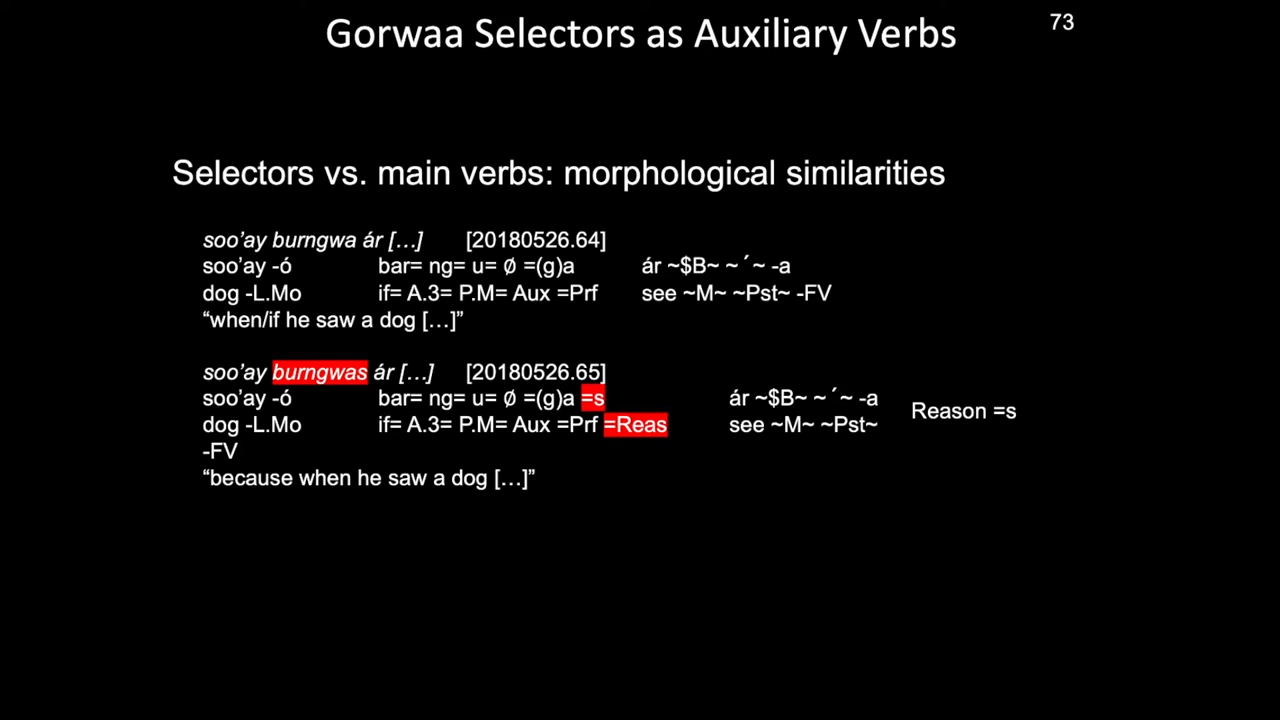 Gorwaa Selectors as Auxiliary Verbs
73
Selectors vs. main verbs: morphological similarities
soo’ay burngwa ár […] [20180526.64]
soo’ay -ó bar= ng= u= ∅ =(g)a ár ~$B~ ~´~ -a
dog -L.Mo if= A.3= P.M= Aux =Prf see ~M~ ~Pst~ -FV
“when/if he saw a dog […]”
soo’ay burngwas ár […] [20180526.65]
soo’ay -ó bar= ng= u= ∅ =(g)a =s ár ~$B~ ~´~ -a
dog -L.Mo if= A.3= P.M= Aux =Prf =Reas see ~M~ ~Pst~
-FV
“because when he saw a dog […]”
Reason =s